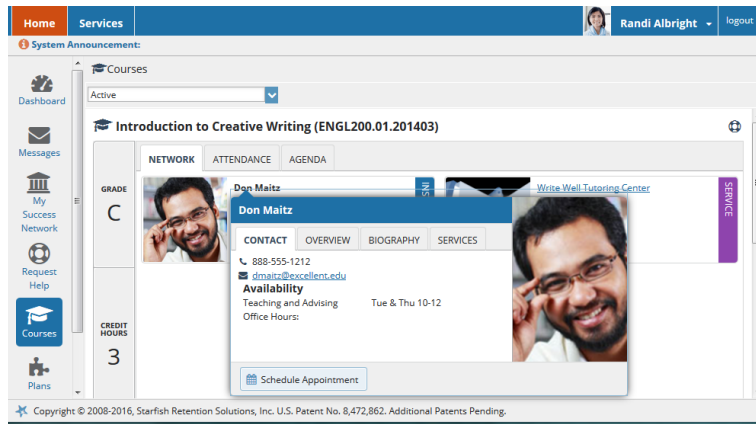 Home Services Randi Albright logout
System Announcement:
Courses
Dashboard
Active
Introduction to Creative Writing (ENGL200.01.201403)
Messages
NETWORK ATTENDANCE AGENDA
My
Success
Network
GRADE
C
Don Maitz
INS
Write Well Tutoring Center
SERVICE
Don Maitz
CONTACT OVERVIEW BIOGRAPHY SERVICES
888-555-1212
dmaitz@excellent.edu
Availability
Teaching and Advising Tue & Thu 10-12
Office Hours:
Request
Help
Courses
CREDIT
HOURS
3
Schedule Appointment
Plans
Copyright © 2008-2016, Starfish Retention Solutions, Inc. U.S. Patent No. 8,472,862. Additional Patents Pending.